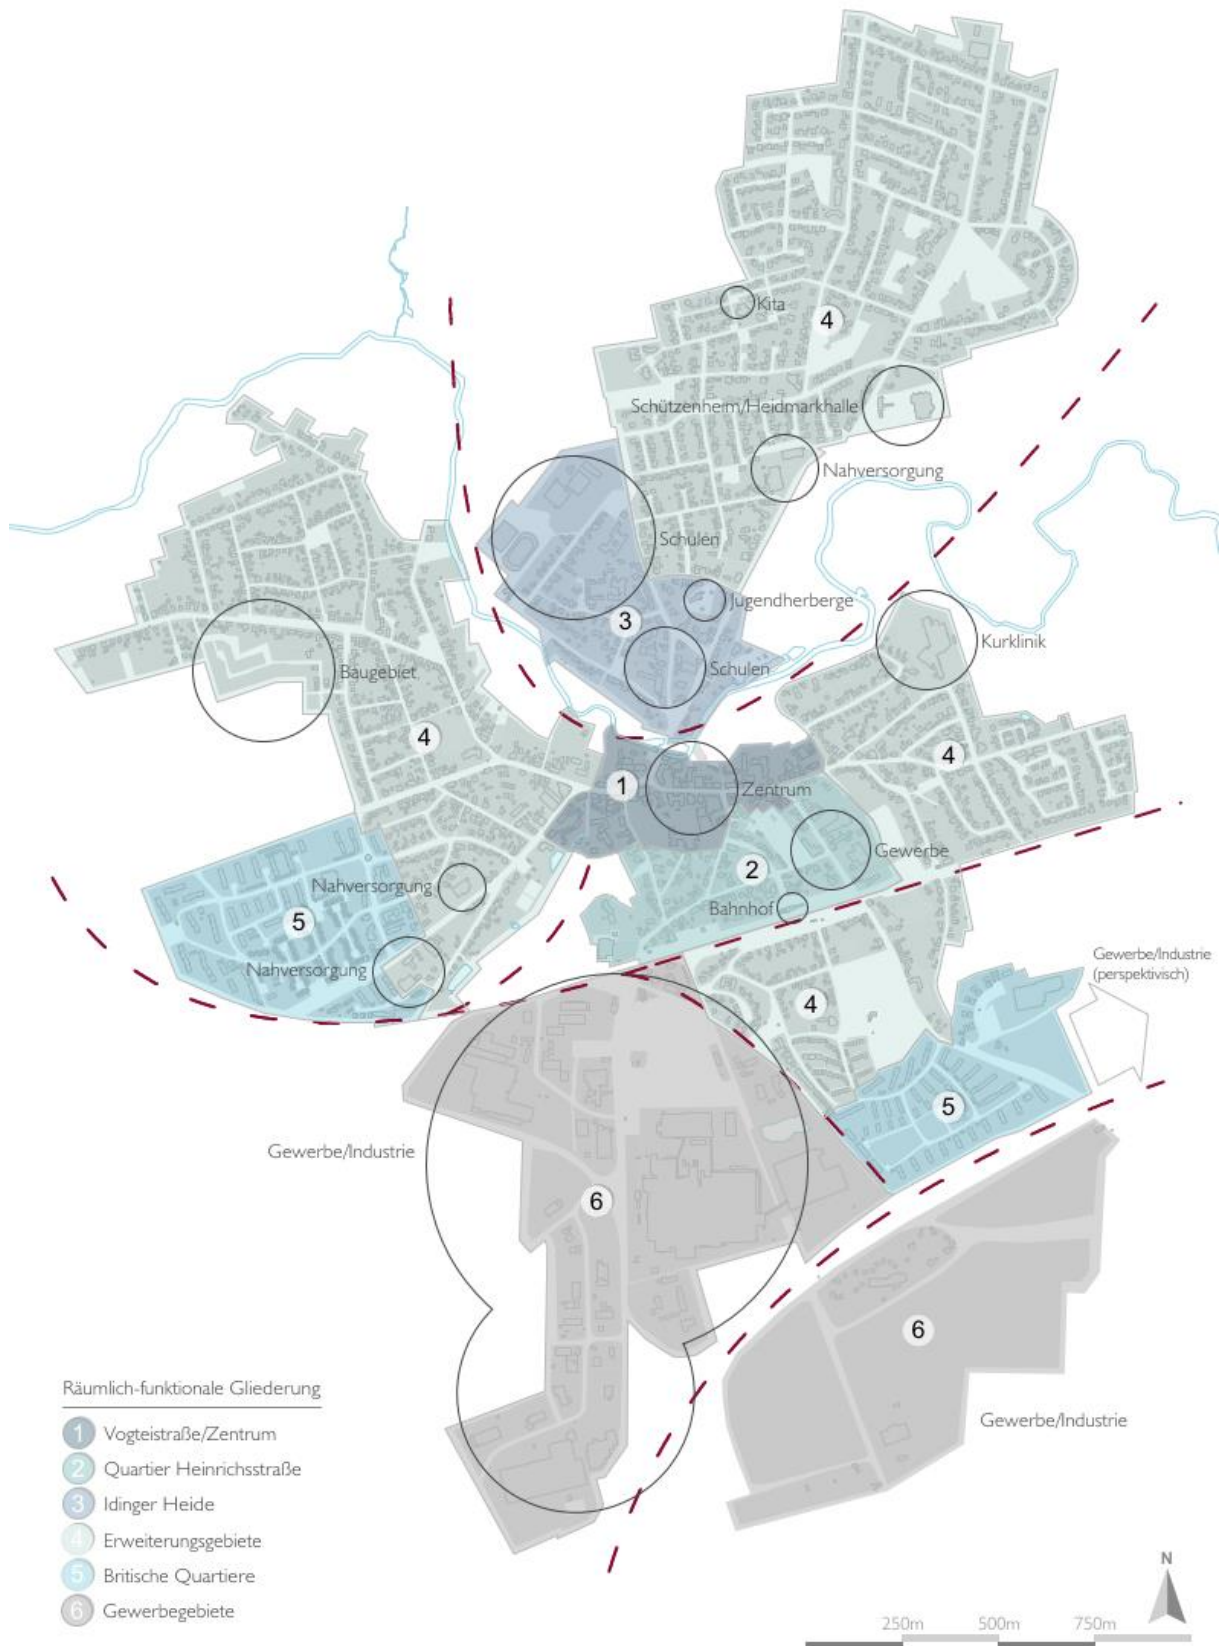 Kita
4
Schützenheim/Heidmarkhalle
Nahversorgung
Schulen
Jugendherberge
3
Schulen
Kurklinik
Baugebiet
4
4
1
Zentrum
2
Gewerbe
Nahversorgung
Bahnhof
5
Nahversorgung
Gewerbe/Industrie
(perspektivisch)
4
5
Gewerbe/Industrie
6
6
Gewerbe/Industrie
Räumlich-funktionale Gliederung
1 Vogteistraße/Zentrum
2 Quartier Heinrichsstraße
3 Idinger Heide
4 Erweiterungsgebiete
5 Britische Quartiere
6 Gewerbegebiete
N
250m 500m 750m